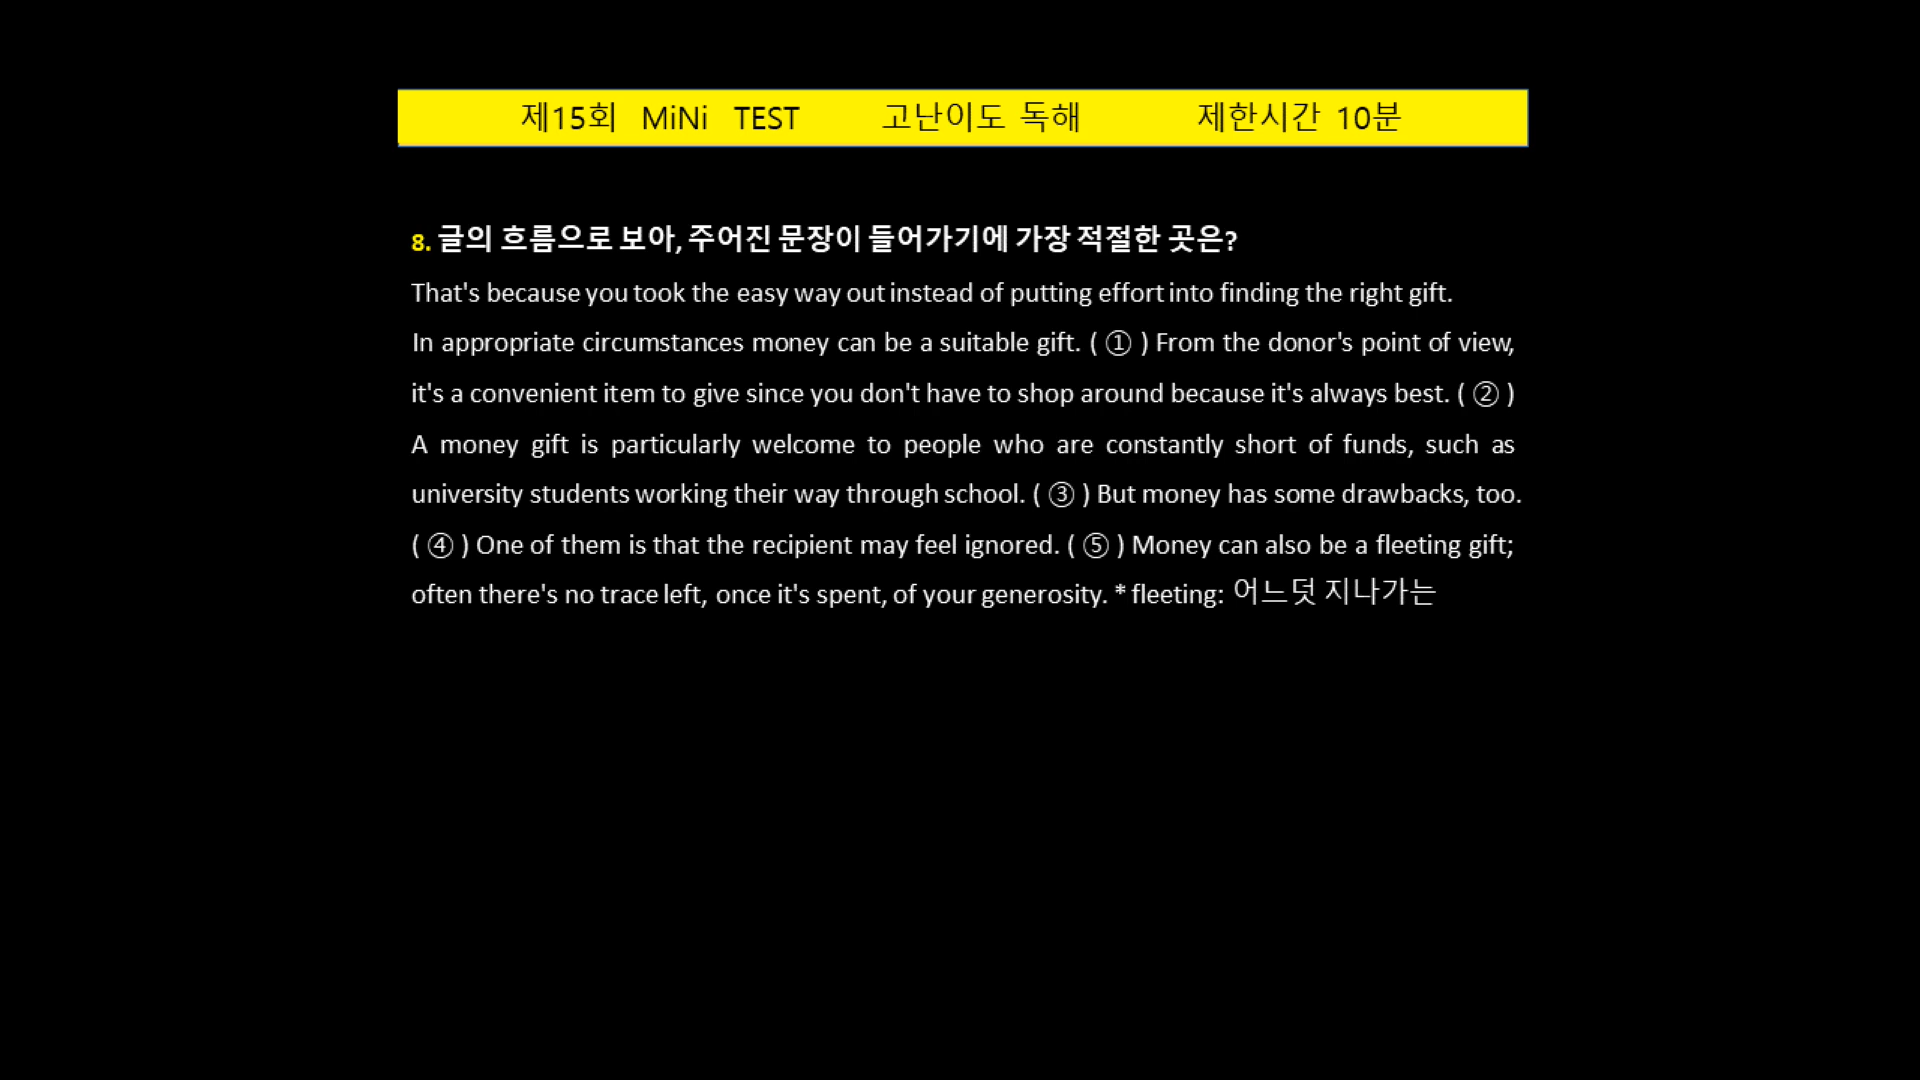 제15회 MiNi TEST 고난이도 독해 제한시간 10분
8. 글의 흐름으로 보아, 주어진 문장이 들어가기에 가장 적절한 곳은?
That's because you took the easy way out instead of putting effort into finding the right gift.
In appropriate circumstances money can be a suitable gift. ( ① ) From the donor's point of view,
it's a convenient item to give since you don't have to shop around because it's always best. ( ② )
A money gift is particularly welcome to people who are constantly short of funds, such as
university students working their way through school. ( ③ ) But money has some drawbacks, too.
( ④ ) One of them is that the recipient may feel ignored. ( ⑤ ) Money can also be a fleeting gift;
often there's no trace left, once it's spent, of your generosity. * fleeting: 어느덧 지나가는